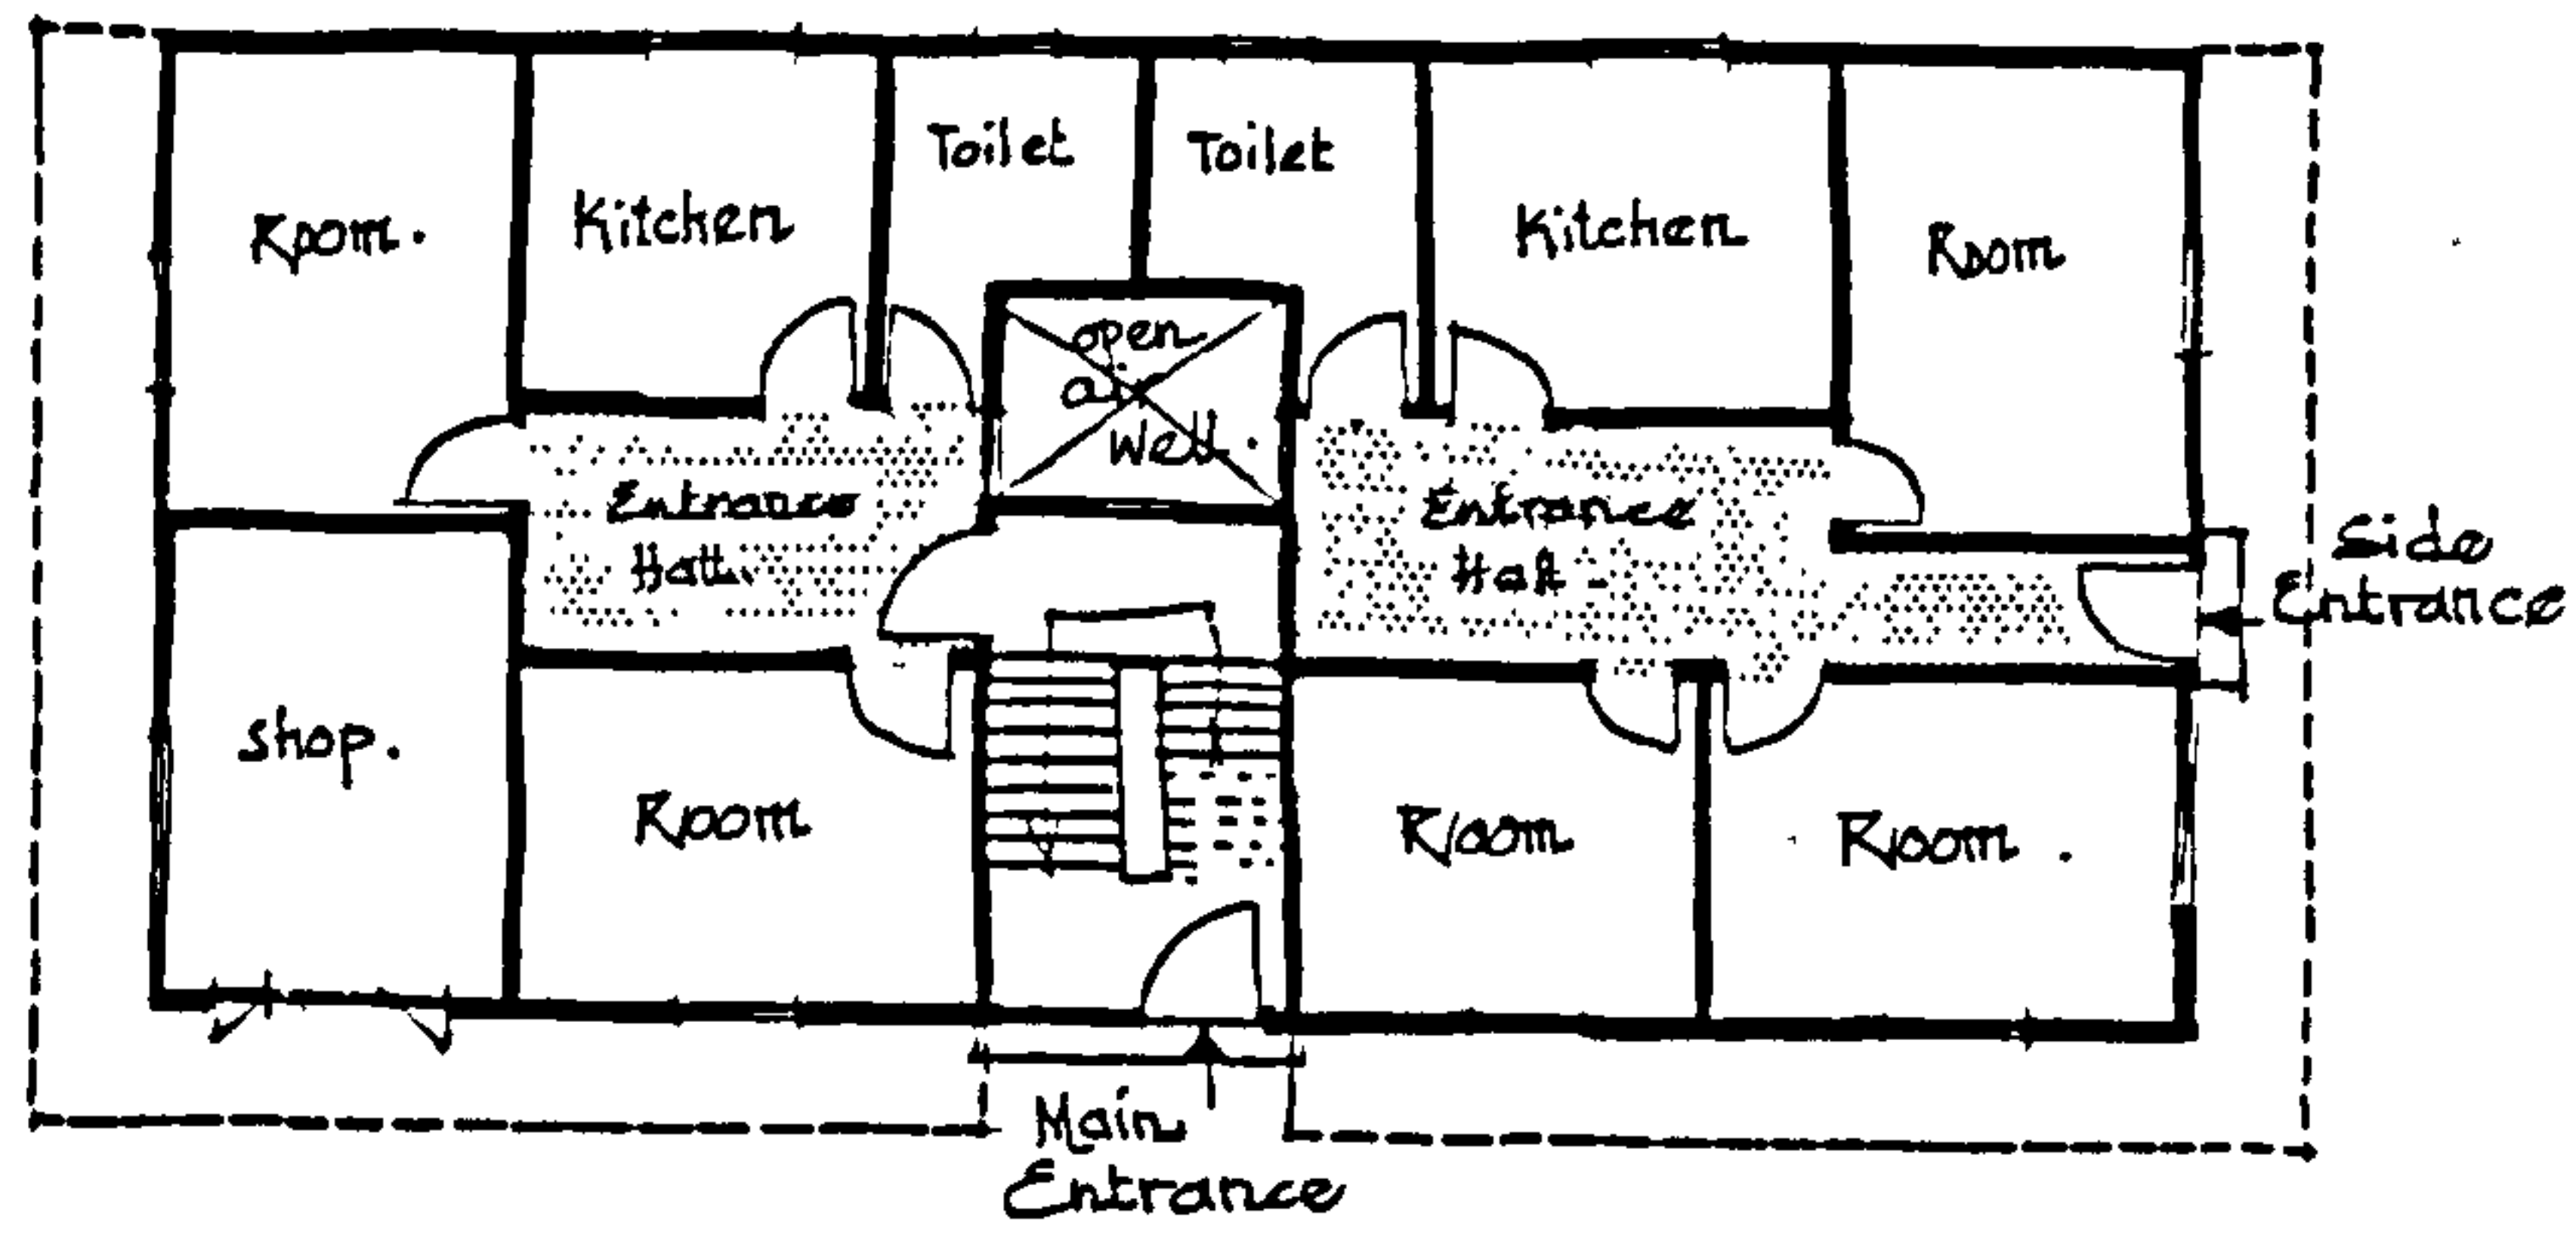 Toilet
Toilet
Room.
Kitchen
Kitchen
Room
open
air
Well.
Entrance
Hall.
Entrance
Hall.
Side
Entrance
Shop.
Room
Room
Room.
Main
Entrance